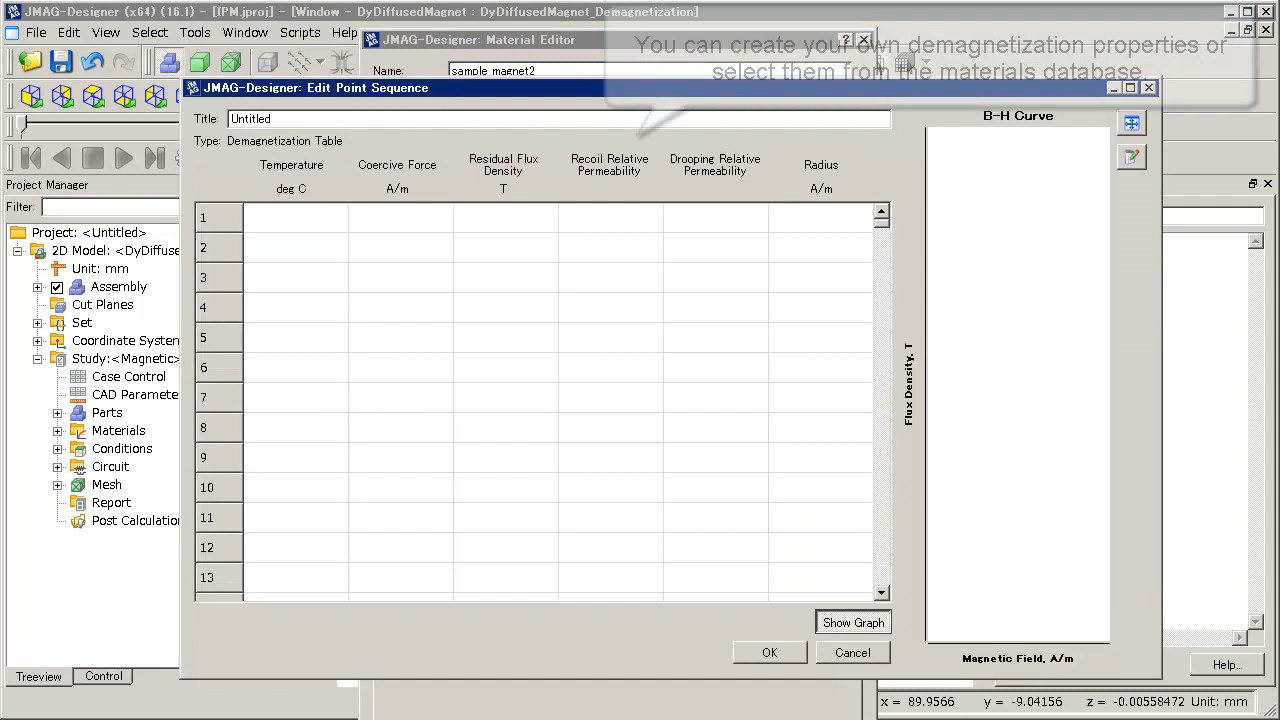 JMAG-Designer (x64) (16.1) - [IPM.jproj] - [Window - DyDiffusedMagnet : DyDiffusedMagnet_Demagnetization]
File Edit View Select Tools Window Scripts Help
JMAG-Designer: Material Editor
You can create your own demagnetization properties or
select them from the materials database.
Name: sample magnet2
JMAG-Designer: Edit Point Sequence
Title: Untitled
Type: Demagnetization Table
Temperature
deg C
Coercive Force
A/m
Residual Flux
Density
T
Recoil Relative
Permeability
Drooping Relative
Permeability
Radius
A/m
1
2
3
4
5
6
7
8
9
10
11
12
13
B-H Curve
Flux Density, T
Magnetic Field, A/m
Show Graph
OK Cancel
Project Manager
Filter:
Project: <Untitled>
2D Model: <DyDiffuse
Unit: mm
Assembly
Cut Planes
Set
Coordinate System
Study:<Magnetic>
Case Control
CAD Paramete
Parts
Materials
Conditions
Circuit
Mesh
Report
Post Calculation
Treeview Control
Help...
x = 89.9566 y = -9.04156 z = -0.00558472 Unit: mm